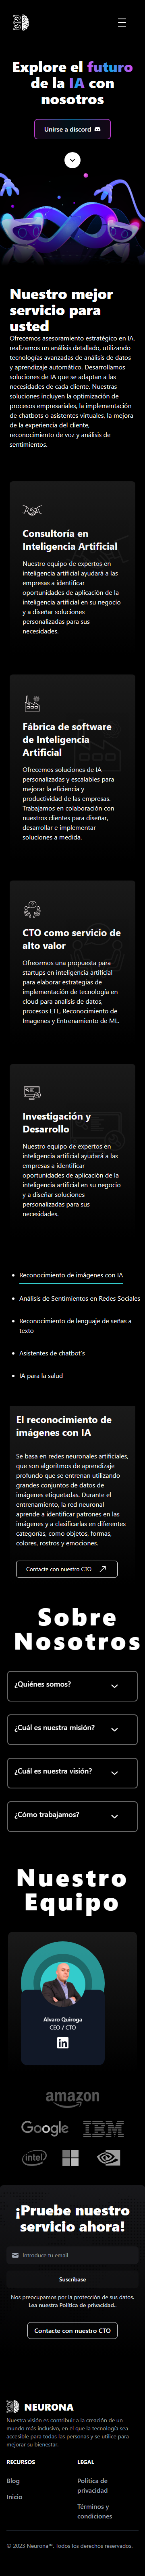 Explore el futuro
de la IA con
nosotros
Unirse a discord
Nuestro mejor
servicio para
usted
Ofrecemos asesoramiento estratégico en IA,
realizamos un análisis detallado, utilizando
tecnologías avanzadas de análisis de datos
y aprendizaje automático. Desarrollamos
soluciones de IA que se adaptan a las
necesidades de cada cliente. Nuestras
soluciones incluyen la optimización de
procesos empresariales, la implementación
de chatbots o asistentes virtuales, la mejora
de la experiencia del cliente,
reconocimiento de voz y análisis de
sentimientos.
Consultoría en
Inteligencia Artificial
Nuestro equipo de expertos en
inteligencia artificial ayudará a las
empresas a identificar
oportunidades de aplicación de la
inteligencia artificial en su negocio
y a diseñar soluciones
personalizadas para sus
necesidades.
Fábrica de software
de Inteligencia
Artificial
Ofrecemos soluciones de IA
personalizadas y escalables para
mejorar la eficiencia y
productividad de las empresas.
Trabajamos en colaboración con
nuestros clientes para diseñar,
desarrollar e implementar
soluciones a medida.
CTO como servicio de
alto valor
Ofrecemos una propuesta para
startups en inteligencia artificial
para elaborar estrategias de
implementación de tecnología en
cloud para analisis de datos,
procesos ETL, Reconocimiento de
Imagenes y Entrenamiento de ML.
Investigación y
Desarrollo
Nuestro equipo de expertos en
inteligencia artificial ayudará a las
empresas a identificar
oportunidades de aplicación de la
inteligencia artificial en su negocio
y a diseñar soluciones
personalizadas para sus
necesidades.
Reconocimiento de imágenes con IA
Análisis de Sentimientos en Redes Sociales
Reconocimiento de lenguaje de señas a
texto
Asistentes de chatbot's
IA para la salud
El reconocimiento de
imágenes con IA
Se basa en redes neuronales artificiales,
que son algoritmos de aprendizaje
profundo que se entrenan utilizando
grandes conjuntos de datos de
imágenes etiquetadas. Durante el
entrenamiento, la red neuronal
aprende a identificar patrones en las
imágenes y a clasificarlas en diferentes
categorías, como objetos, formas,
colores, rostros o emociones.
Contacte con nuestro CTO
Sobre
Nosotros
¿Quiénes somos?
¿Cuál es nuestra misión?
¿Cuál es nuestra visión?
¿Cómo trabajamos?
Nuestro
Equipo
Alvaro Quiroga
CEO / CTO
amazon
Google IBM
intel NVIDIA
¡Pruebe nuestro
servicio ahora!
Introduce tu email
Suscríbase
Nos preocupamos por la protección de sus datos.
Lea nuestra Política de privacidad.
Contacte con nuestro CTO
NEURONA
Nuestra visión es contribuir a la creación de un
mundo más inclusivo, en el que la tecnología sea
accesible para todas las personas y se utilice para
mejorar su bienestar.
RECURSOS LEGAL
Blog Política de
privacidad
Inicio Términos y
condiciones
© 2023 Neurona™. Todos los derechos reservados.